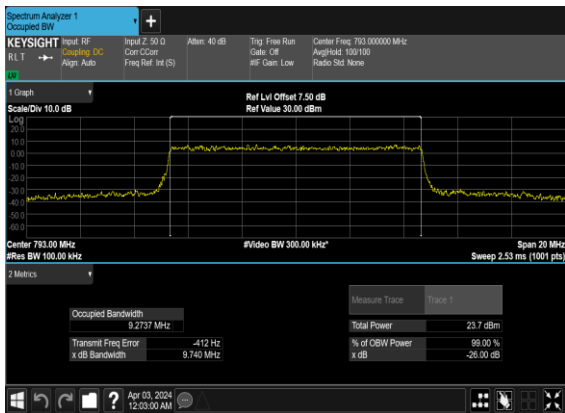 Spectrum Analyzer 1
Occupied BW
KEYSIGHT
R L T
Input: RF
Coupling: DC
Align: Auto
Input Z: 50 Ω
Corr CCorr
Freq Ref: Int (S)
Atten: 40 dB
Trig: Free Run
Gate: Off
#IF Gain: Low
Center Freq: 793.000000 MHz
Avg|Hold: 100/100
Radio Std: None
1 Graph
Scale/Div 10.0 dB
Ref Lvl Offset 7.50 dB
Ref Value 30.00 dBm
Log
20.0
10.0
0.00
-10.0
-20.0
-30.0
-40.0
-50.0
-60.0
Center 793.00 MHz
#Video BW 300.00 kHz*
Span 20 MHz
#Res BW 100.00 kHz
Sweep 2.53 ms (1001 pts)
2 Metrics
Measure Trace
Trace 1
Occupied Bandwidth
9.2737 MHz
Total Power
23.7 dBm
Transmit Freq Error
-412 Hz
% of OBW Power
99.00 %
x dB Bandwidth
9.740 MHz
x dB
-26.00 dB
?
Apr 03, 2024
12:03:00 AM